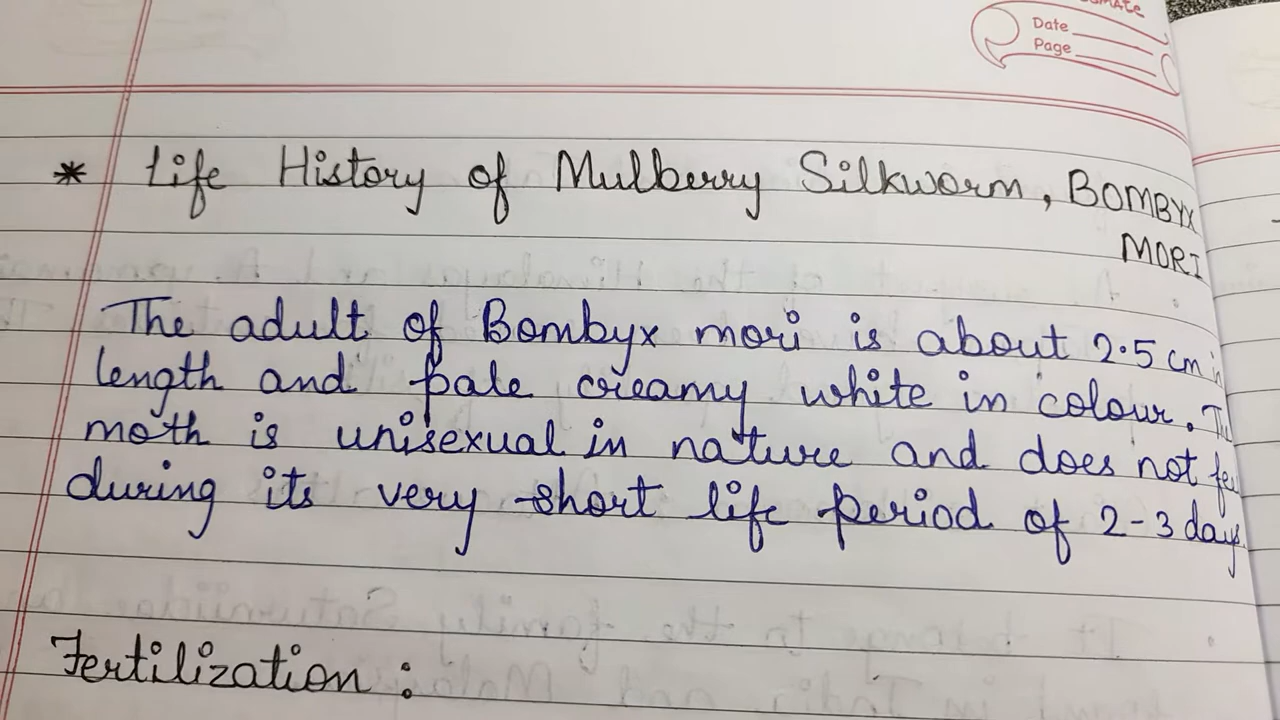 Date
Page
* Life History of Mulberry Silkworm, BOMBYX
MORI
The adult of Bombyx mori is about 2.5 cm in
length and pale creamy white in colour.
moth is unisexual in nature and does not
during its very short life period of 2-3 days
Fertilization :